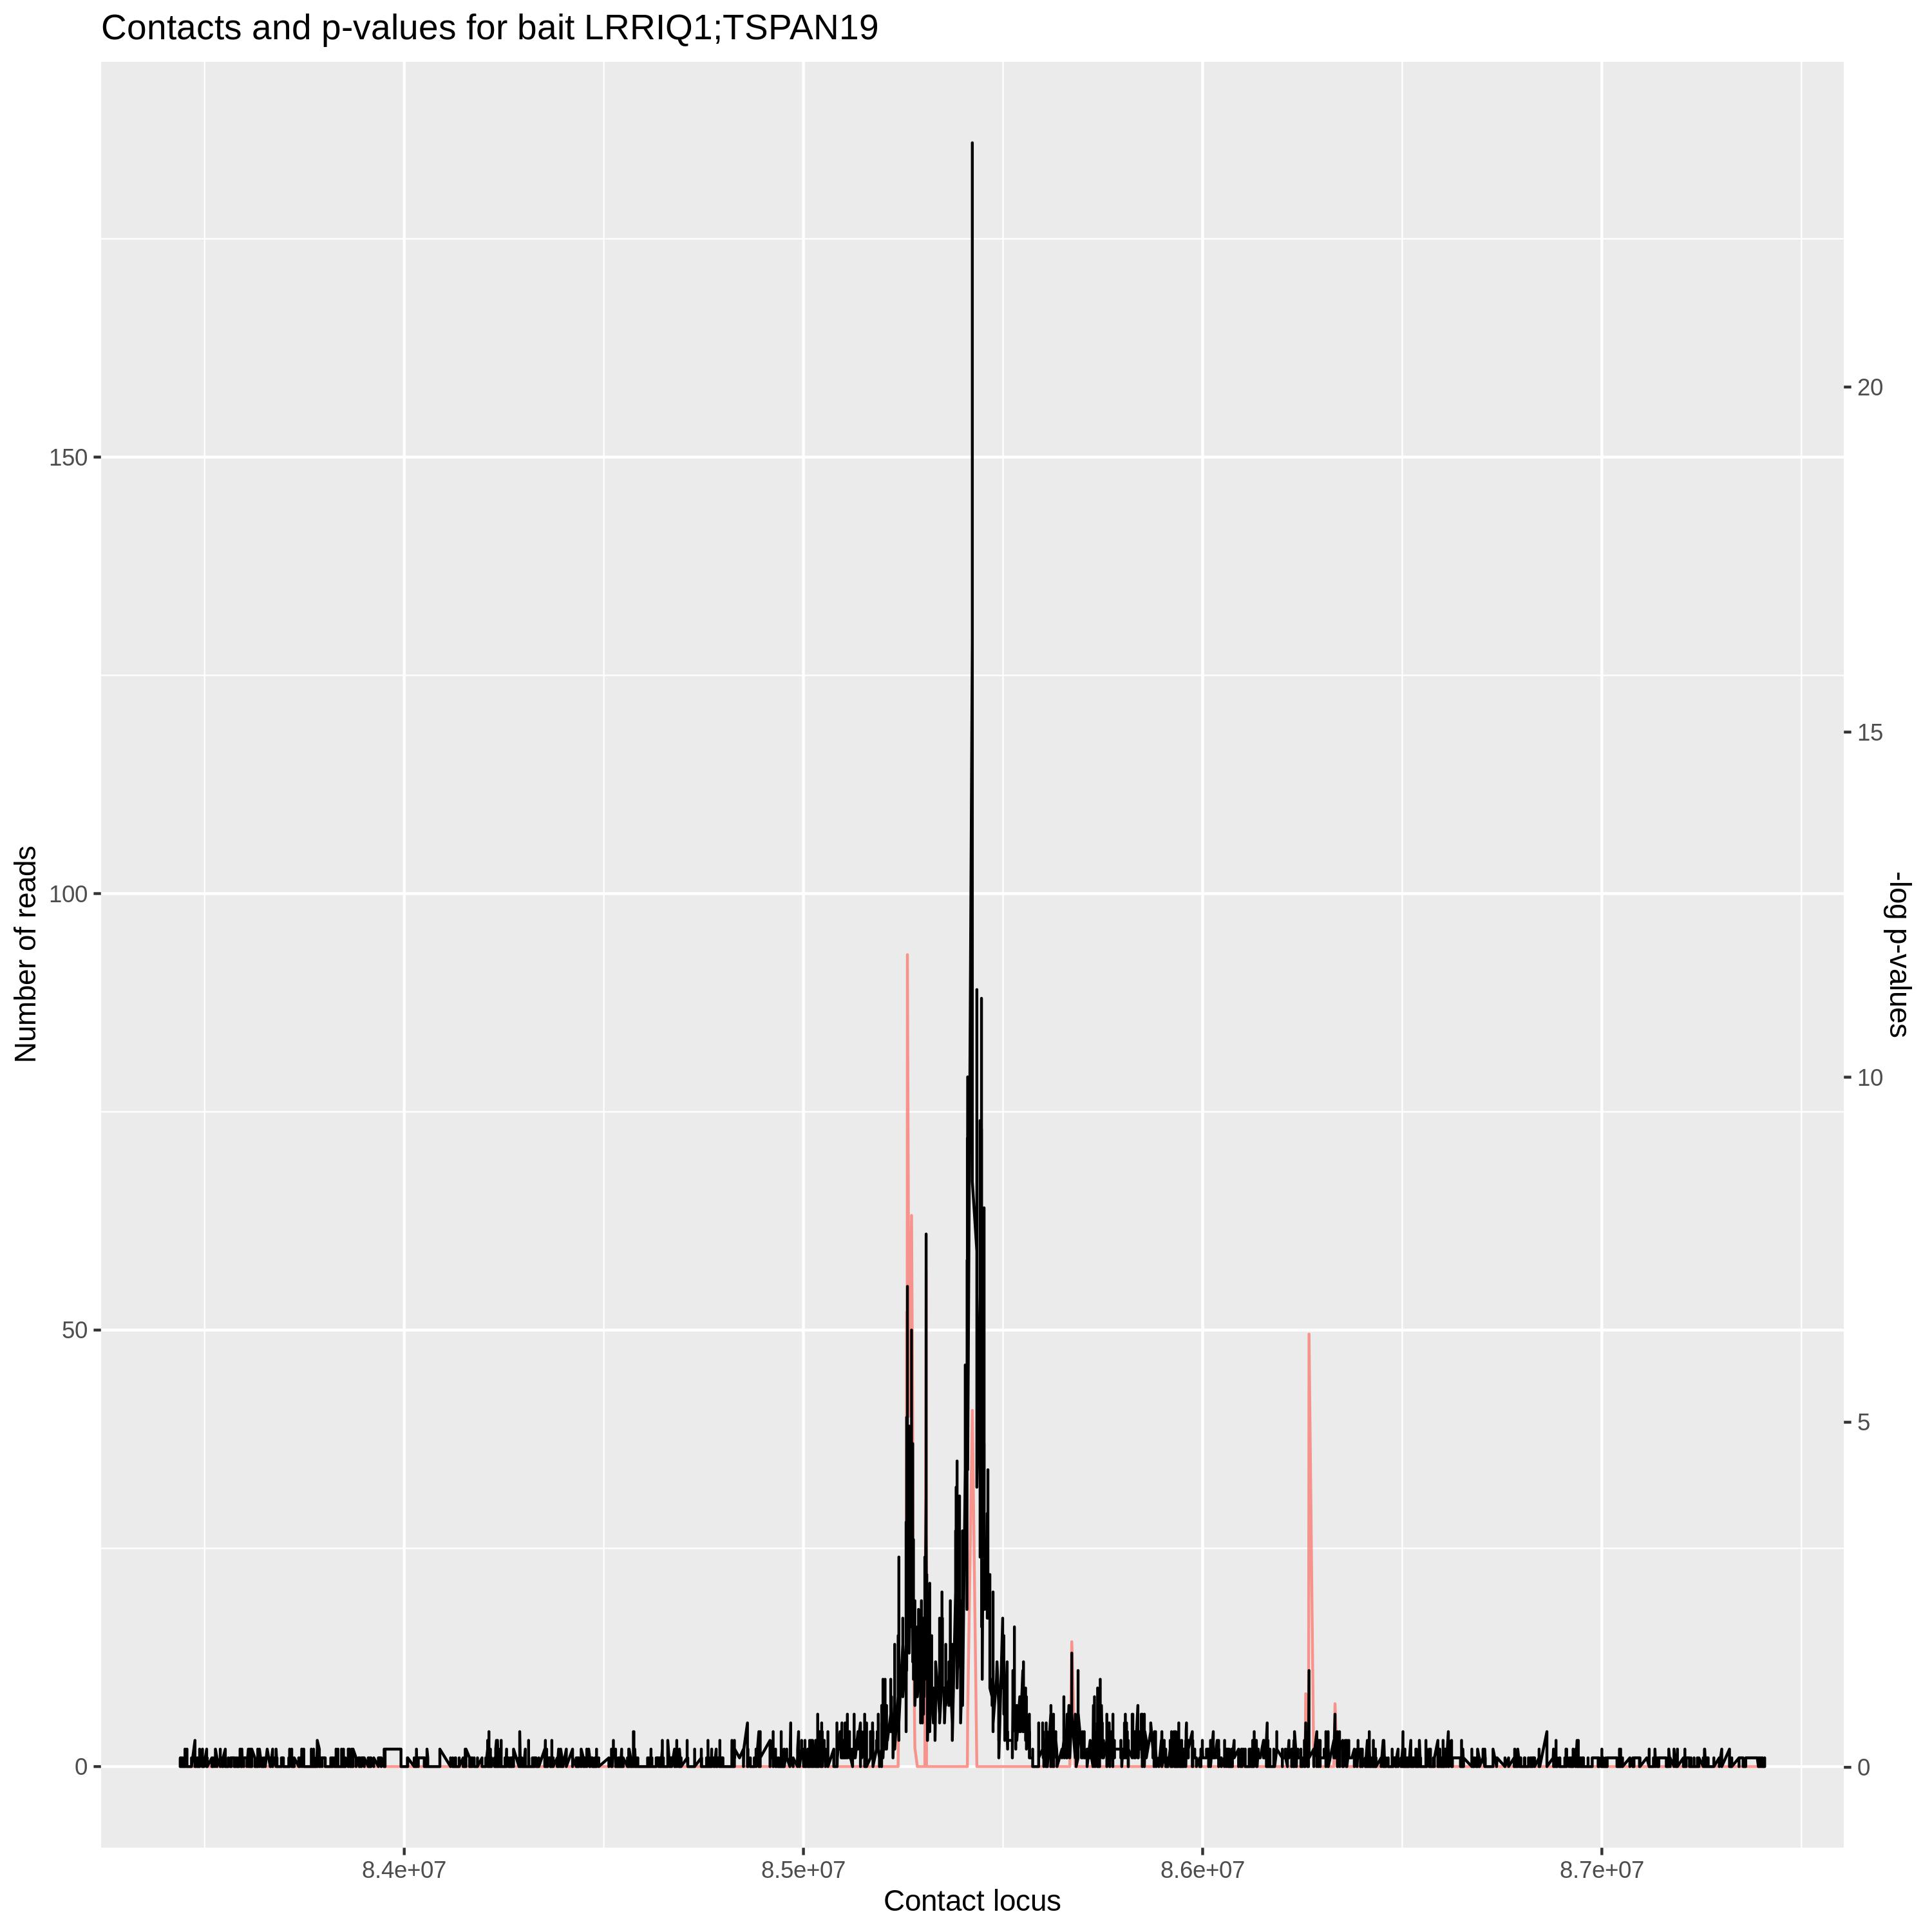 Contacts and p-values for bait LRRIQ1;TSPAN19
Number of reads
150
100
50
0
20
15
10
5
0
-log p-values
8.4e+07 8.5e+07 8.6e+07 8.7e+07
Contact locus